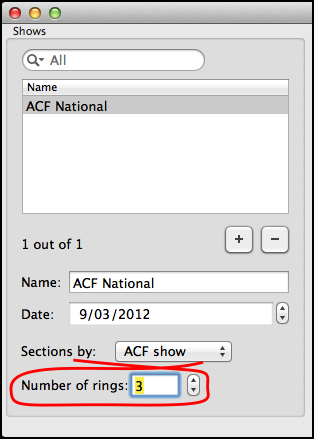 Shows
All
Name
ACF National
1 out of 1
+ −
Name: ACF National
Date: 9/03/2012
Sections by: ACF show
Number of rings: 3